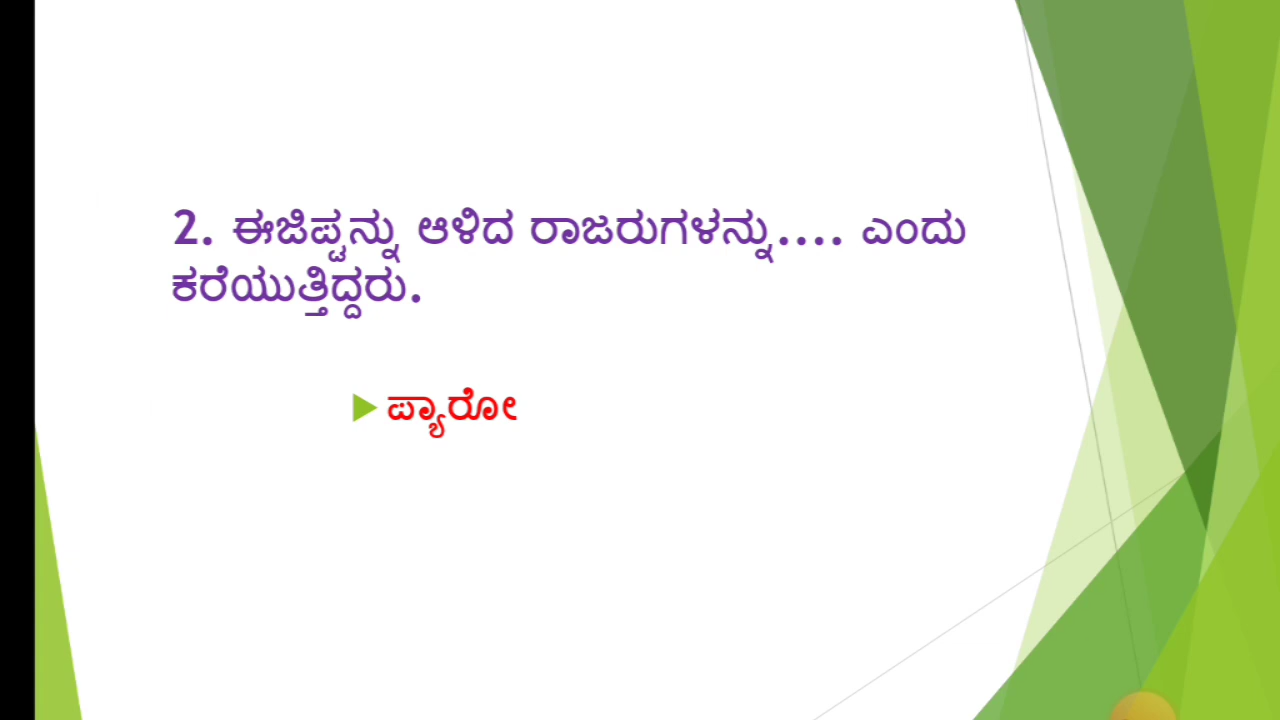 2. ಈಜಿಪ್ಟನ್ನು ಆಳಿದ ರಾಜರುಗಳನ್ನು.... ಎಂದು
ಕರೆಯುತ್ತಿದ್ದರು.
ಪ್ಯಾರೋ